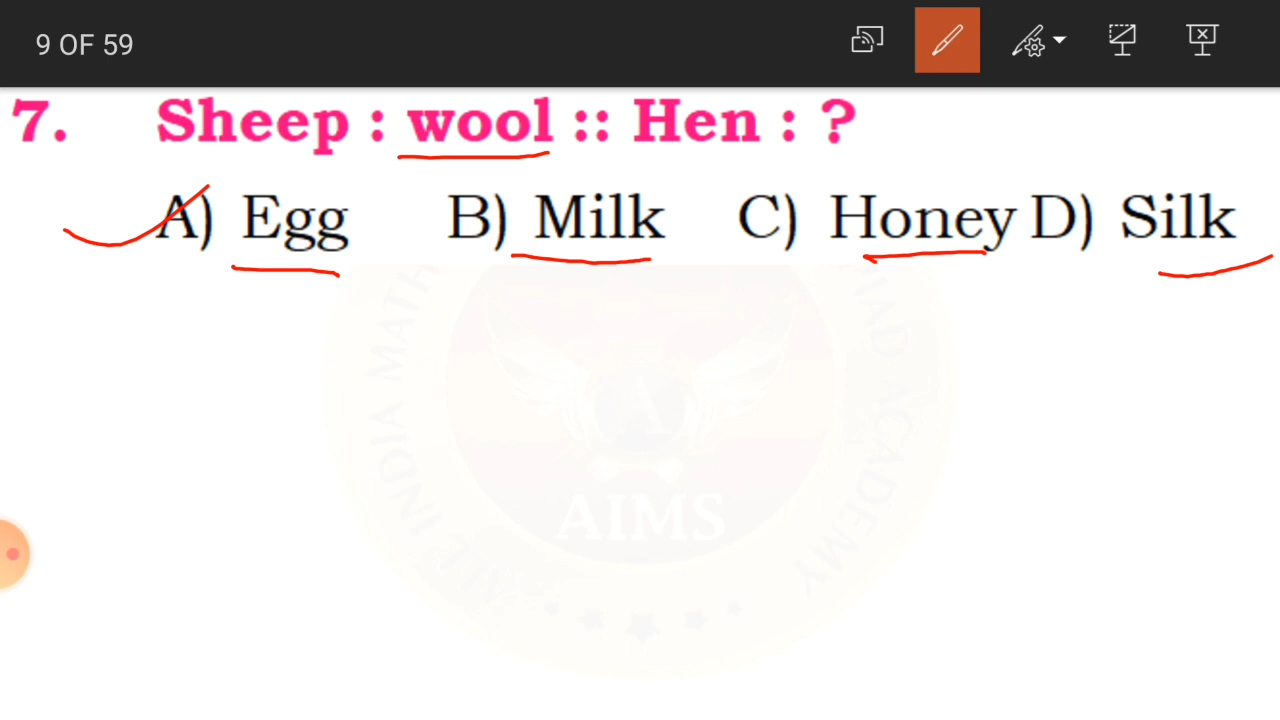 9 OF 59
7. Sheep : wool :: Hen : ?
A) Egg B) Milk C) Honey D) Silk
AIMS